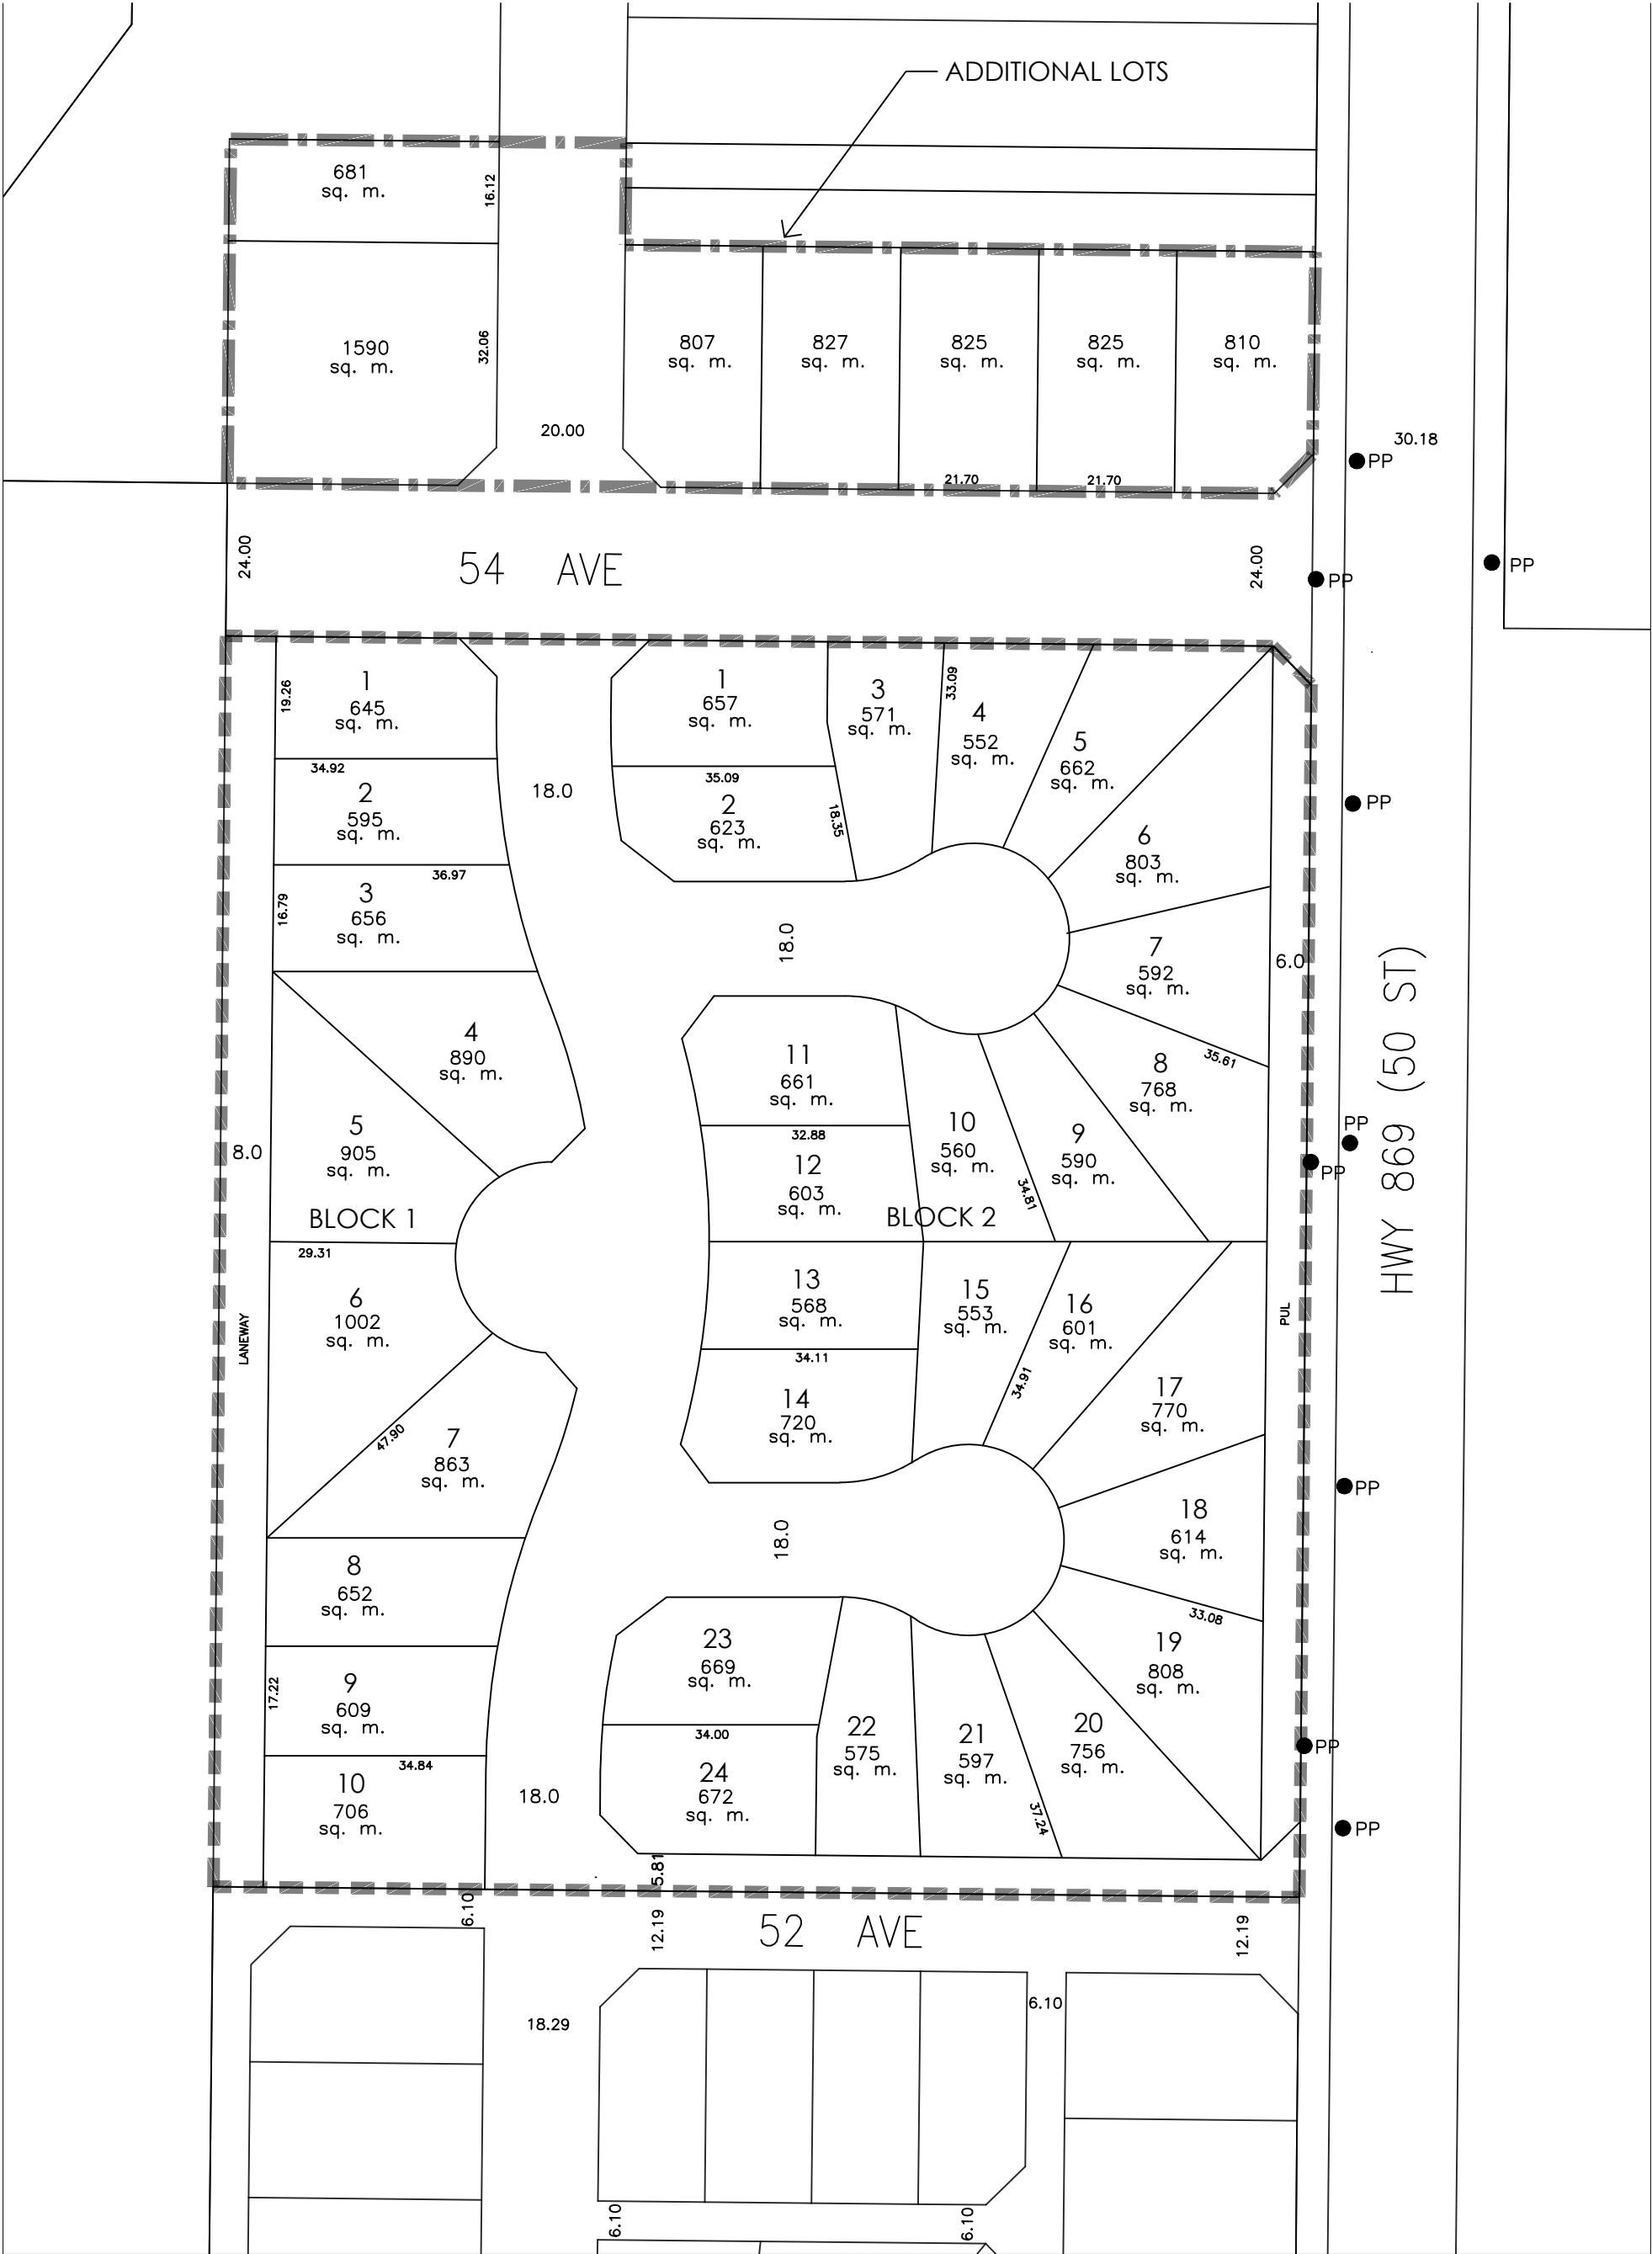 ADDITIONAL LOTS
681
sq. m.
16.12
1590
sq. m.
32.06
807
sq. m.
827
sq. m.
825
sq. m.
825
sq. m.
810
sq. m.
20.00
21.70
21.70
30.18
PP
24.00
54 AVE
24.00
PP
PP
1
645
sq. m.
19.26
34.92
2
595
sq. m.
36.97
3
656
sq. m.
16.79
4
890
sq. m.
5
905
sq. m.
8.0
BLOCK 1
29.31
6
1002
sq. m.
LANEWAY
47.90
7
863
sq. m.
8
652
sq. m.
9
609
sq. m.
17.22
34.84
10
706
sq. m.
18.0
1
657
sq. m.
35.09
2
623
sq. m.
18.35
3
571
sq. m.
33.09
4
552
sq. m.
5
662
sq. m.
6
803
sq. m.
7
592
sq. m.
35.61
8
768
sq. m.
9
590
sq. m.
34.81
10
560
sq. m.
18.0
11
661
sq. m.
32.88
12
603
sq. m.
BLOCK 2
13
568
sq. m.
34.11
14
720
sq. m.
15
553
sq. m.
34.91
16
601
sq. m.
17
770
sq. m.
18
614
sq. m.
33.08
19
808
sq. m.
20
756
sq. m.
37.24
21
597
sq. m.
22
575
sq. m.
18.0
23
669
sq. m.
34.00
24
672
sq. m.
18.0
6.0
PUL
HWY 869 (50 ST)
PP
PP
PP
PP
PP
PP
5.81
6.10
12.19
52 AVE
12.19
18.29
6.10
6.10
6.10